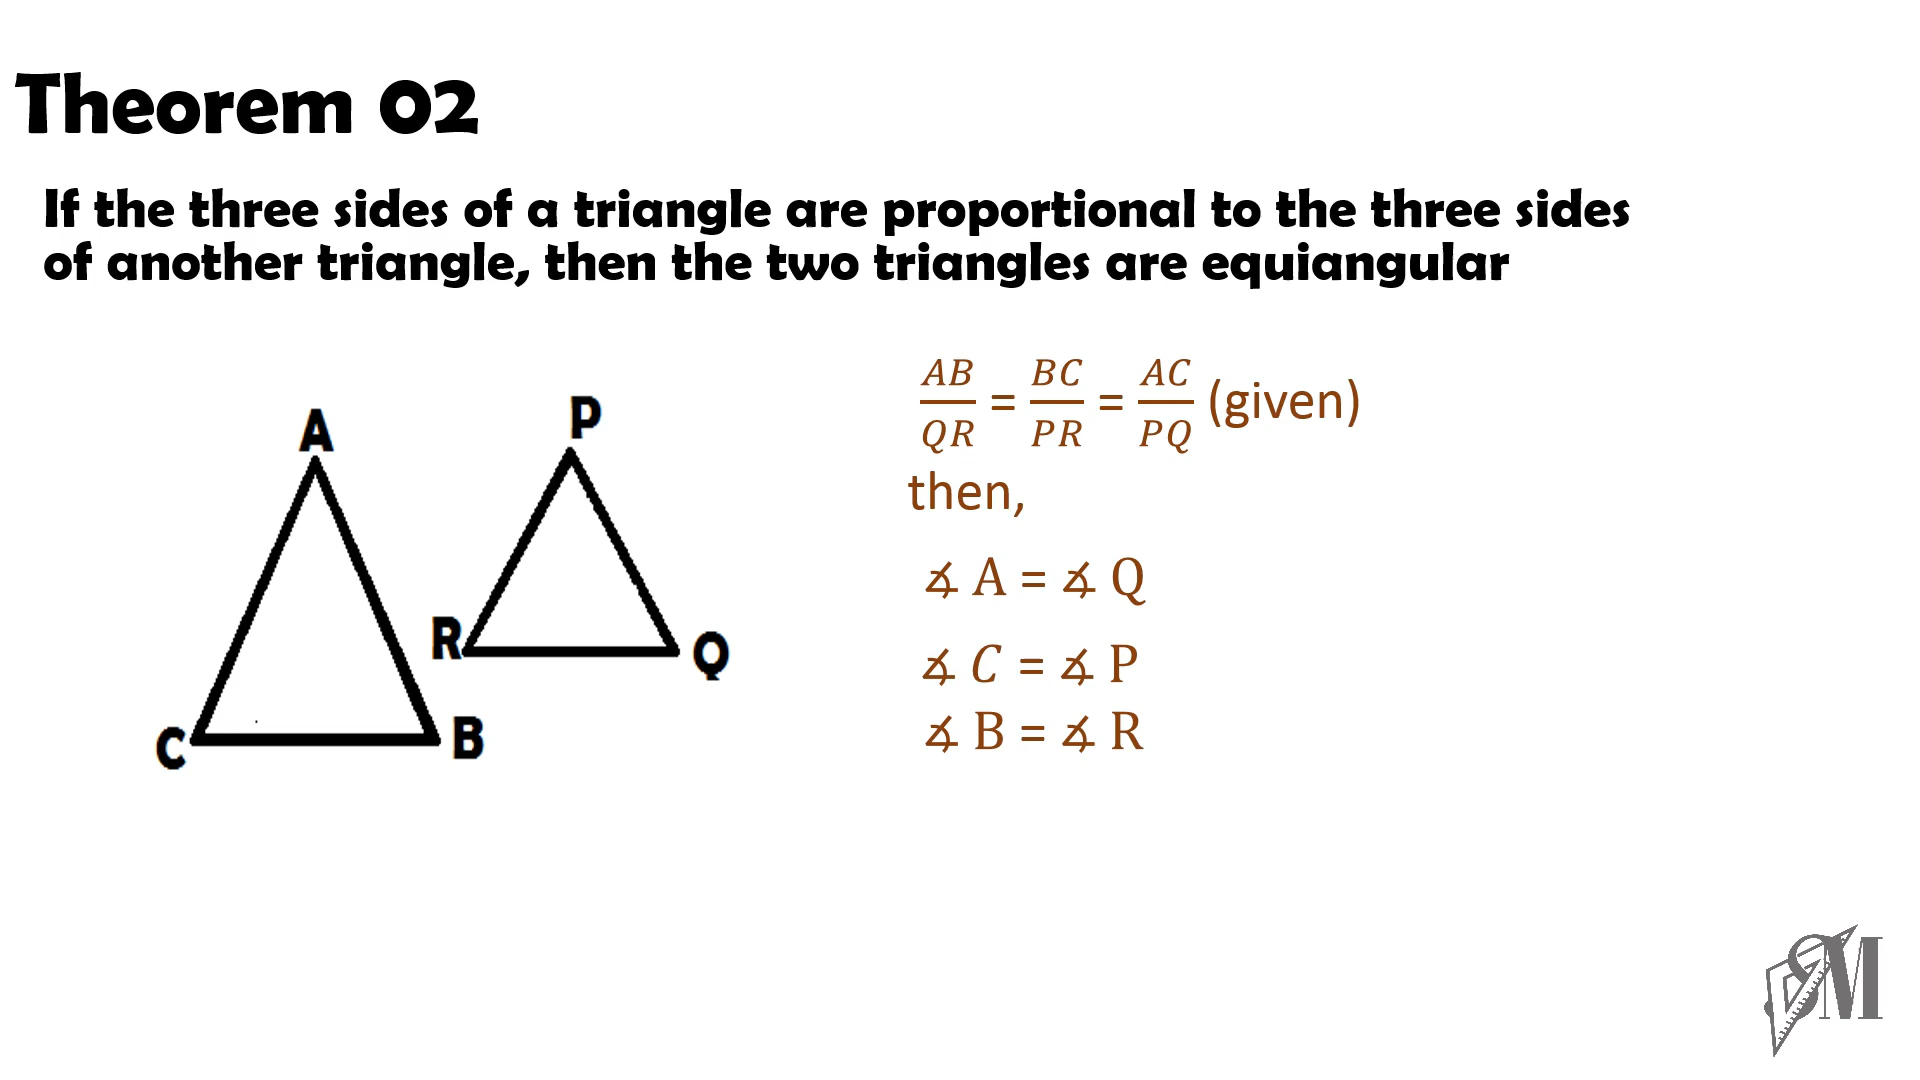 Theorem 02
If the three sides of a triangle are proportional to the three sides
of another triangle, then the two triangles are equiangular
AB/QR = BC/PR = AC/PQ (given)
then,
∡ A = ∡ Q
∡ C = ∡ P
∡ B = ∡ R
A
P
R
Q
C
B
SM